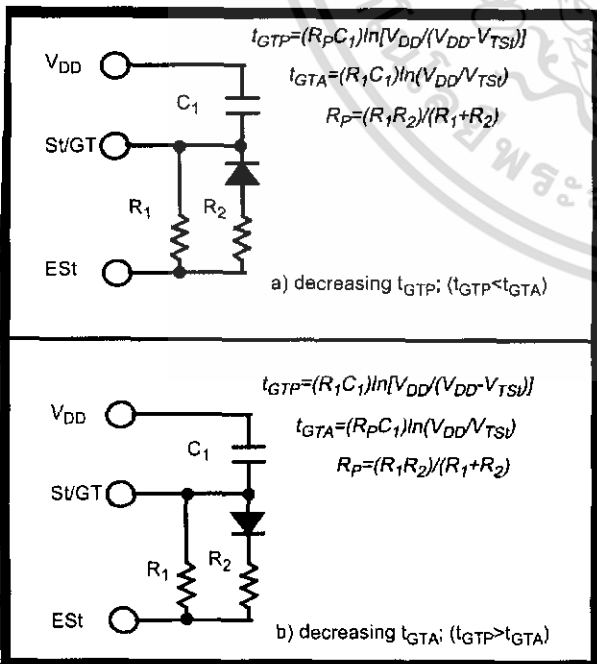 t_GTP=(R_PC_1)ln[V_DD/(V_DD-V_TSt)]
V_DD
t_GTA=(R_1C_1)ln(V_DD/V_TSt)
C_1
R_P=(R_1R_2)/(R_1+R_2)
St/GT
R_1
R_2
ESt
a) decreasing t_GTP; (t_GTP<t_GTA)
t_GTP=(R_1C_1)ln[V_DD/(V_DD-V_TSt)]
V_DD
t_GTA=(R_PC_1)ln(V_DD/V_TSt)
C_1
R_P=(R_1R_2)/(R_1+R_2)
St/GT
R_1
R_2
ESt
b) decreasing t_GTA; (t_GTP>t_GTA)